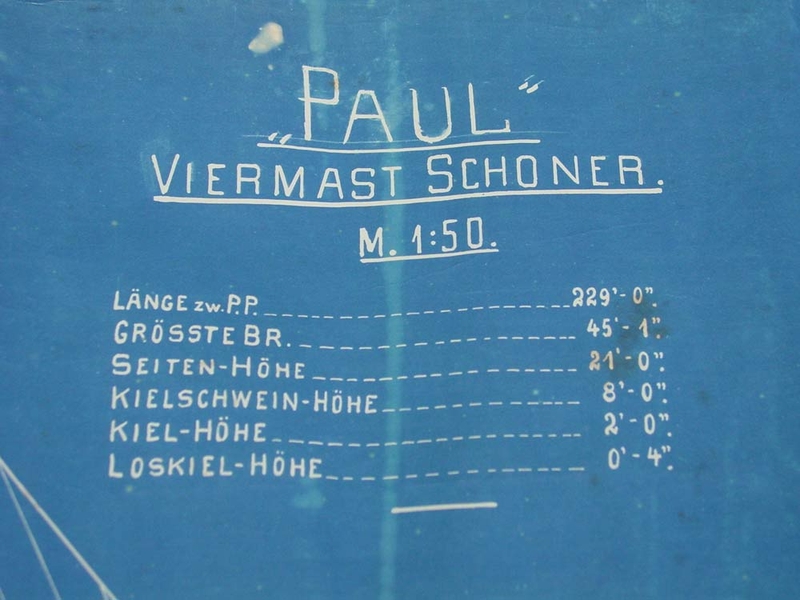 „PAUL“
VIERMAST SCHONER.
M. 1:50.
LÄNGE ZW. P.P. 229'-0".
GRÖSSTE BR. 45'-1".
SEITEN-HÖHE 21'-0".
KIELSCHWEIN-HÖHE 8'-0".
KIEL-HÖHE 2'-0".
LOSKIEL-HÖHE 0'-4".